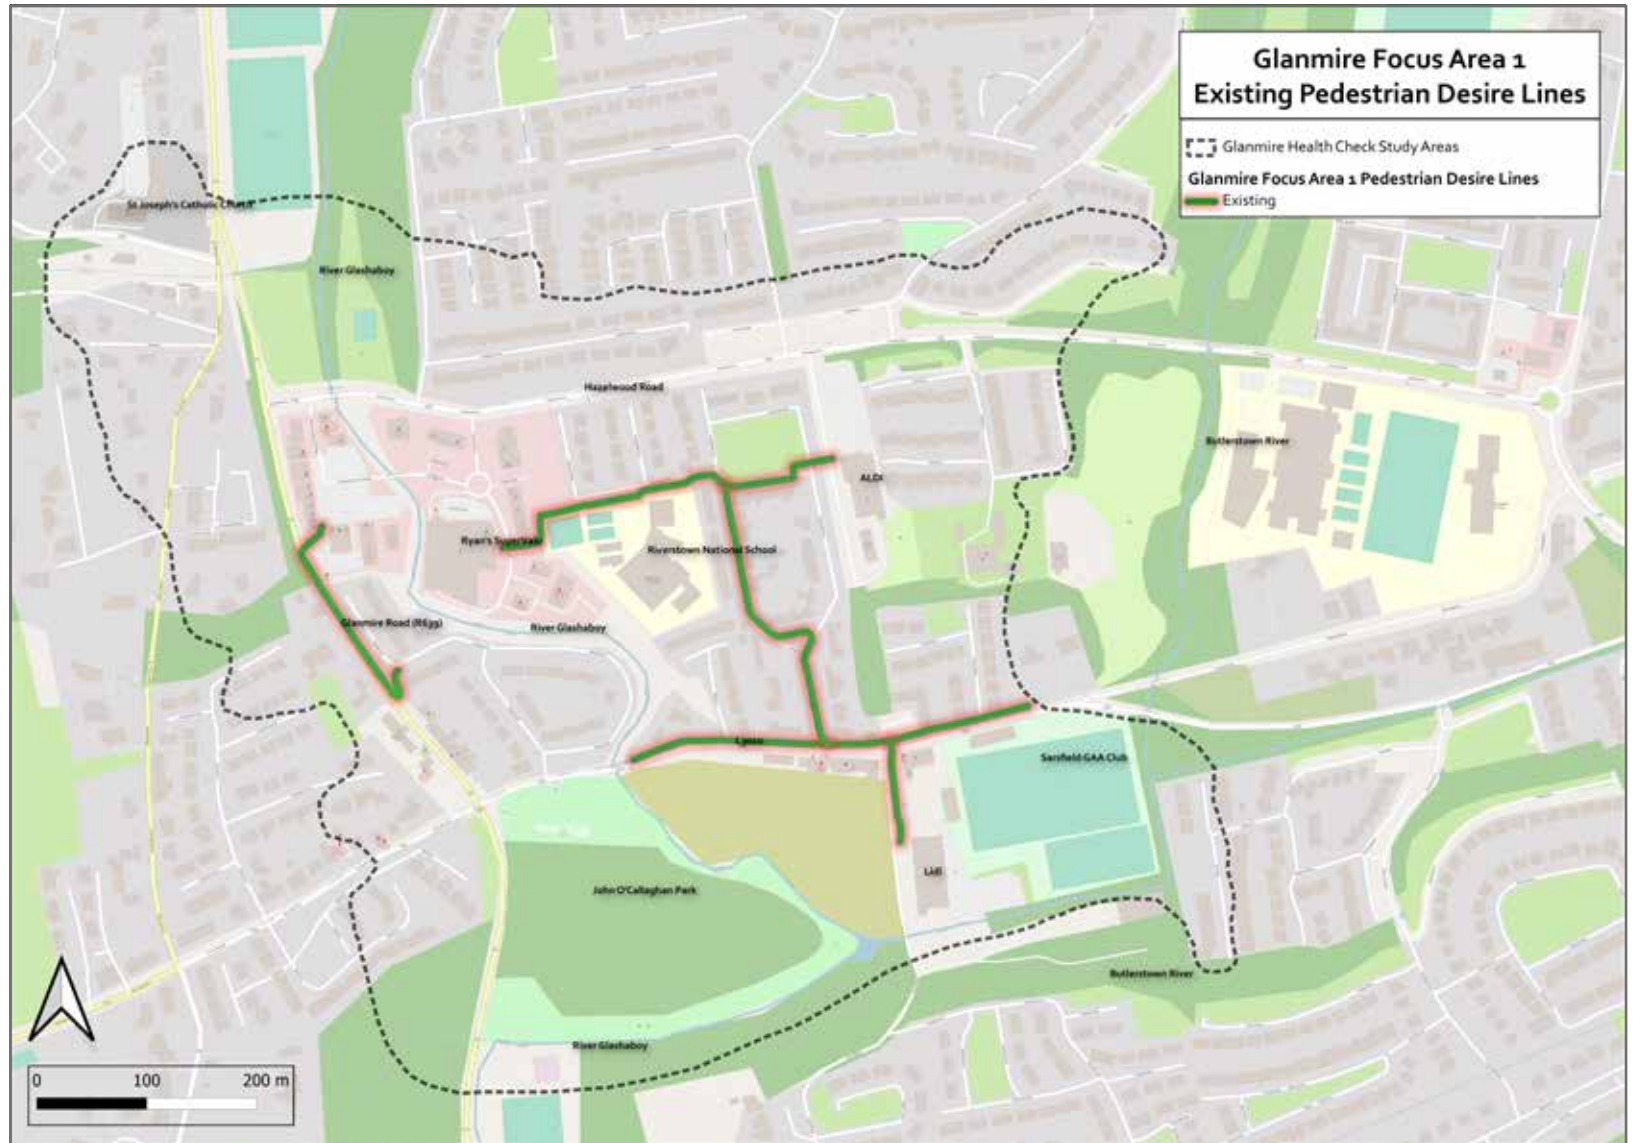 Glanmire Focus Area 1
Existing Pedestrian Desire Lines
Glanmire Health Check Study Areas
Glanmire Focus Area 1 Pedestrian Desire Lines
Existing
St Joseph's Catholic Church
River Glashaboy
Hazelwood Road
Butlerstown River
ALDI
Ryan's SuperValu
Riverstown National School
Glanmire Road (R639)
River Glashaboy
Sarsfield GAA Club
Lidl
John O'Callaghan Park
Butlerstown River
River Glashaboy
0 100 200 m